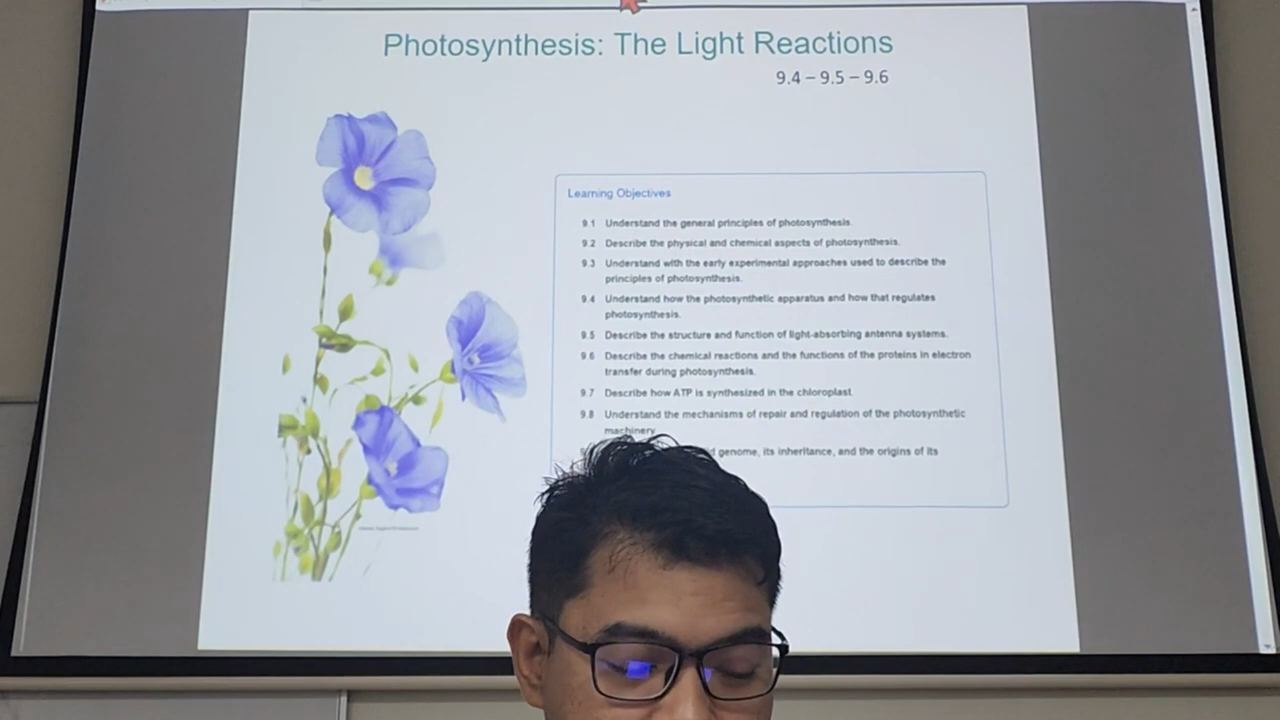 Photosynthesis: The Light Reactions
9.4 – 9.5 – 9.6
Learning Objectives
9.1 Understand the general principles of photosynthesis.
9.2 Describe the physical and chemical aspects of photosynthesis.
9.3 Understand with the early experimental approaches used to describe the
principles of photosynthesis.
9.4 Understand how the photosynthetic apparatus and how that regulates
photosynthesis.
9.5 Describe the structure and function of light-absorbing antenna systems.
9.6 Describe the chemical reactions and the functions of the proteins in electron
transfer during photosynthesis.
9.7 Describe how ATP is synthesized in the chloroplast.
9.8 Understand the mechanisms of repair and regulation of the photosynthetic
machinery
genome, its inheritance, and the origins of its